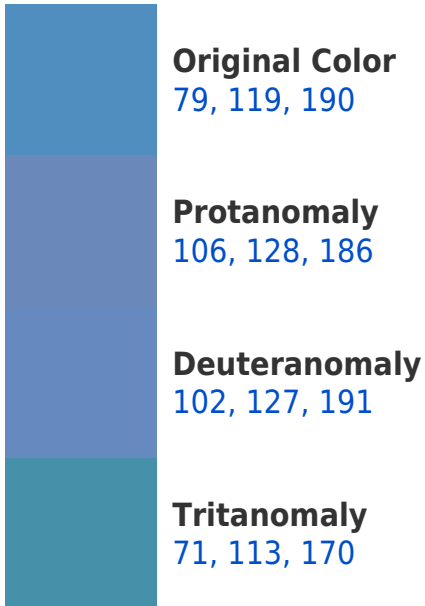 Original Color
79, 119, 190
Protanomaly
106, 128, 186
Deuteranomaly
102, 127, 191
Tritanomaly
71, 113, 170